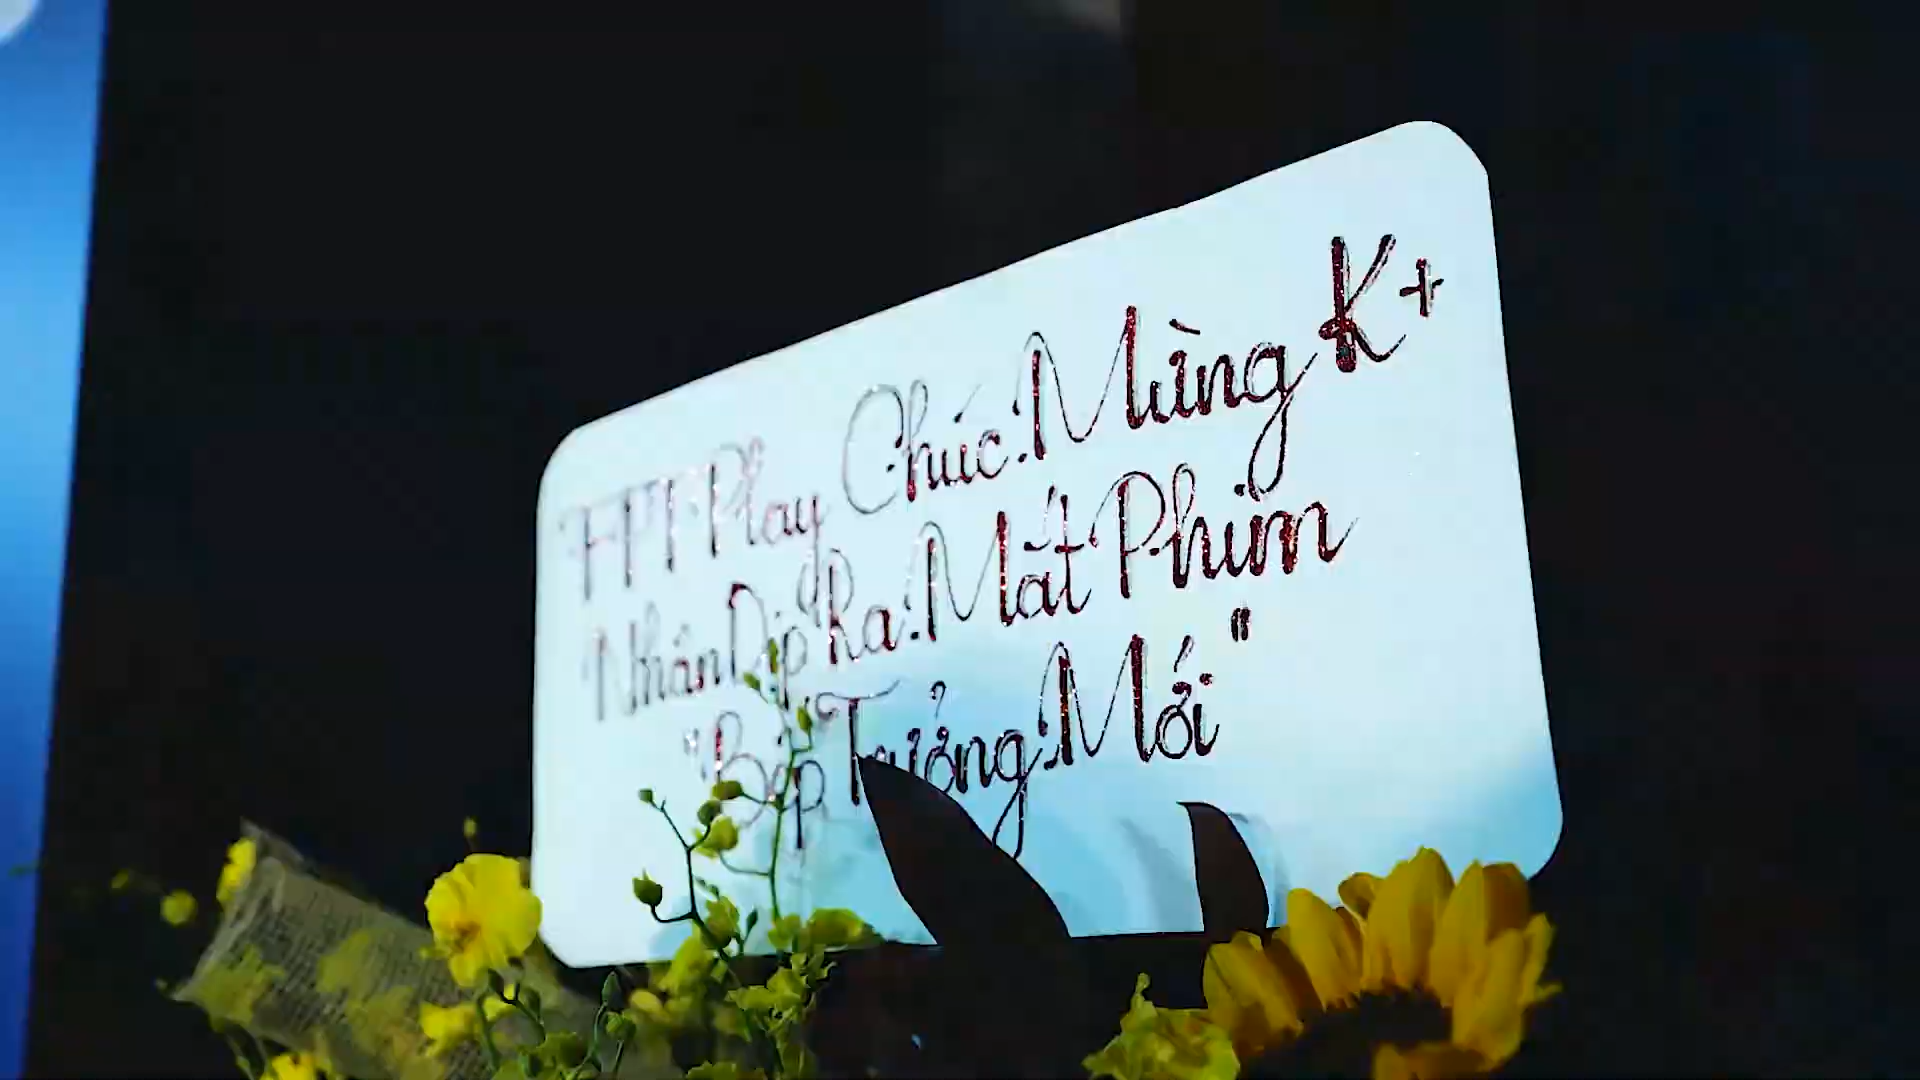 FPT Play Chúc Mừng K+
Nhân Dịp Ra Mắt Phim
"Bếp Trưởng Mới"